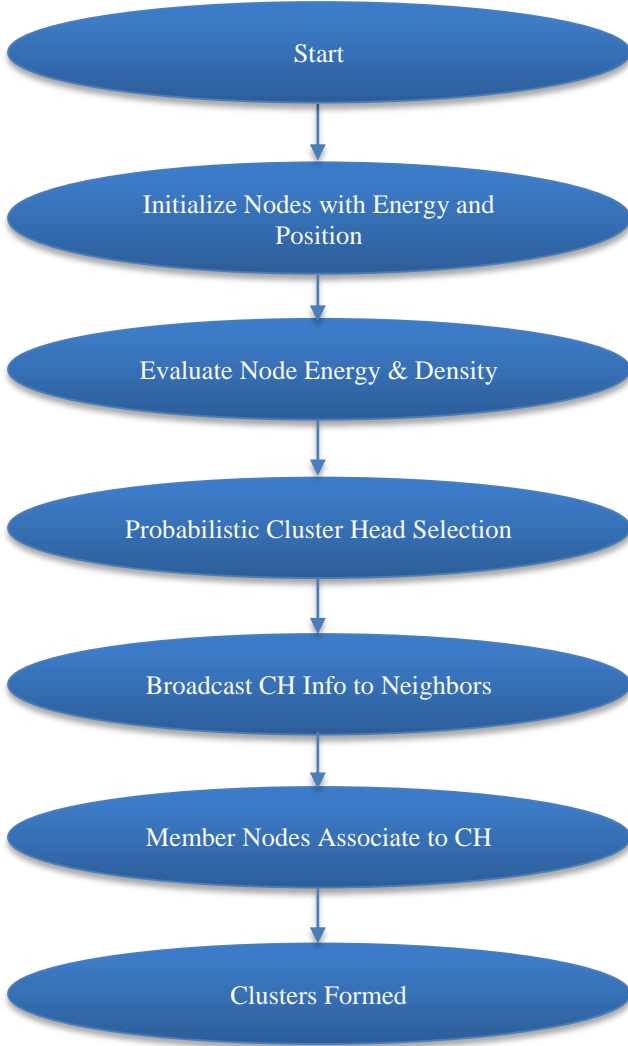 Start
Initialize Nodes with Energy and
Position
Evaluate Node Energy & Density
Probabilistic Cluster Head Selection
Broadcast CH Info to Neighbors
Member Nodes Associate to CH
Clusters Formed